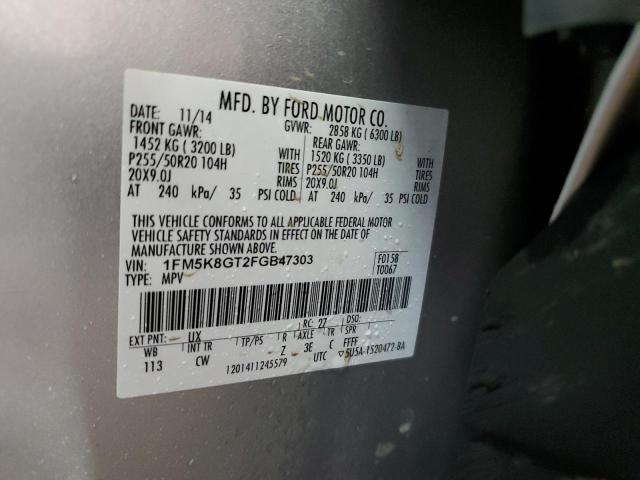 MFD. BY FORD MOTOR CO.
DATE: 11/14 GVWR: 2858 KG ( 6300 LB)
FRONT GAWR: REAR GAWR:
1452 KG ( 3200 LB) WITH 1520 KG ( 3350 LB) WITH
P255/50R20 104H TIRES P255/50R20 104H TIRES
20X9.0J RIMS 20X9.0J RIMS
AT 240 kPa/ 35 PSI COLD AT 240 kPa/ 35 PSI COLD
THIS VEHICLE CONFORMS TO ALL APPLICABLE FEDERAL MOTOR
VEHICLE SAFETY STANDARDS IN EFFECT ON THE DATE OF
MANUFACTURE SHOWN ABOVE.
VIN: 1FM5K8GT2FGB47303 F0158
TYPE: MPV T0067
EXT PNT: UX RC: 27 DSO:
WB INT TR TP/PS R AXLE TR SPR
113 CW Z 3E C FFFF
1201411245579 UTC ▽5U5A-1520472-BA